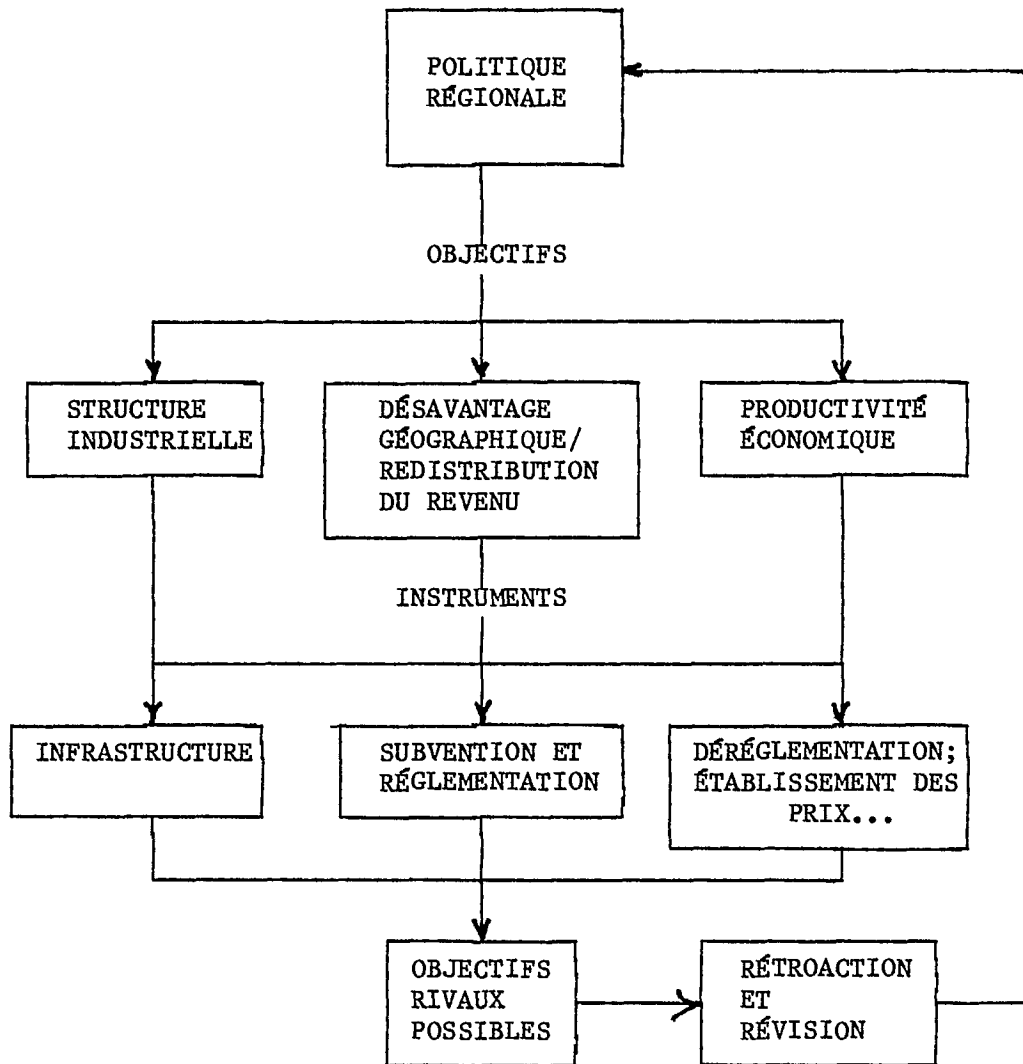 POLITIQUE
RÉGIONALE
OBJECTIFS
STRUCTURE
INDUSTRIELLE
DÉSAVANTAGE
GÉOGRAPHIQUE/
REDISTRIBUTION
DU REVENU
PRODUCTIVITÉ
ÉCONOMIQUE
INSTRUMENTS
INFRASTRUCTURE
SUBVENTION ET
RÉGLEMENTATION
DÉRÉGLEMENTATION;
ÉTABLISSEMENT DES
PRIX...
OBJECTIFS
RIVAUX
POSSIBLES
RÉTROACTION
ET
RÉVISION